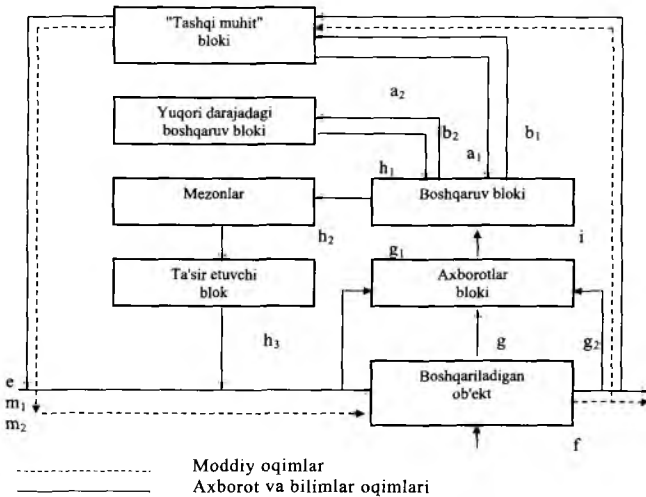 "Tashqi muhit"
bloki
a₂
Yuqori darajadagi
boshqaruv bloki
b₂
b₁
a₁
h₁
Mezonlar
Boshqaruv bloki
h₂
i
g₁
Ta'sir etuvchi
blok
Axborotlar
bloki
h₃
g
g₂
e
m₁
m₂
Boshqariladigan
ob'ekt
f
Moddiy oqimlar
Axborot va bilimlar oqimlari